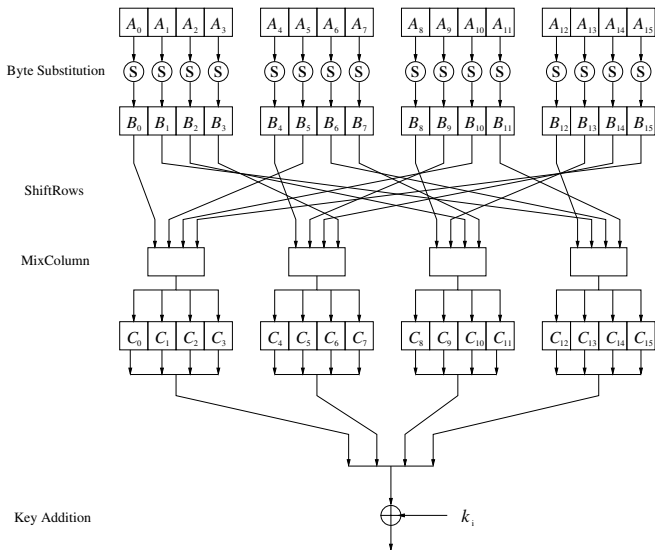 A₀ A₁ A₂ A₃ A₄ A₅ A₆ A₇ A₈ A₉ A₁₀ A₁₁ A₁₂ A₁₃ A₁₄ A₁₅
Byte Substitution S S S S S S S S S S S S S S S S
B₀ B₁ B₂ B₃ B₄ B₅ B₆ B₇ B₈ B₉ B₁₀ B₁₁ B₁₂ B₁₃ B₁₄ B₁₅
ShiftRows
MixColumn
C₀ C₁ C₂ C₃ C₄ C₅ C₆ C₇ C₈ C₉ C₁₀ C₁₁ C₁₂ C₁₃ C₁₄ C₁₅
Key Addition kᵢ